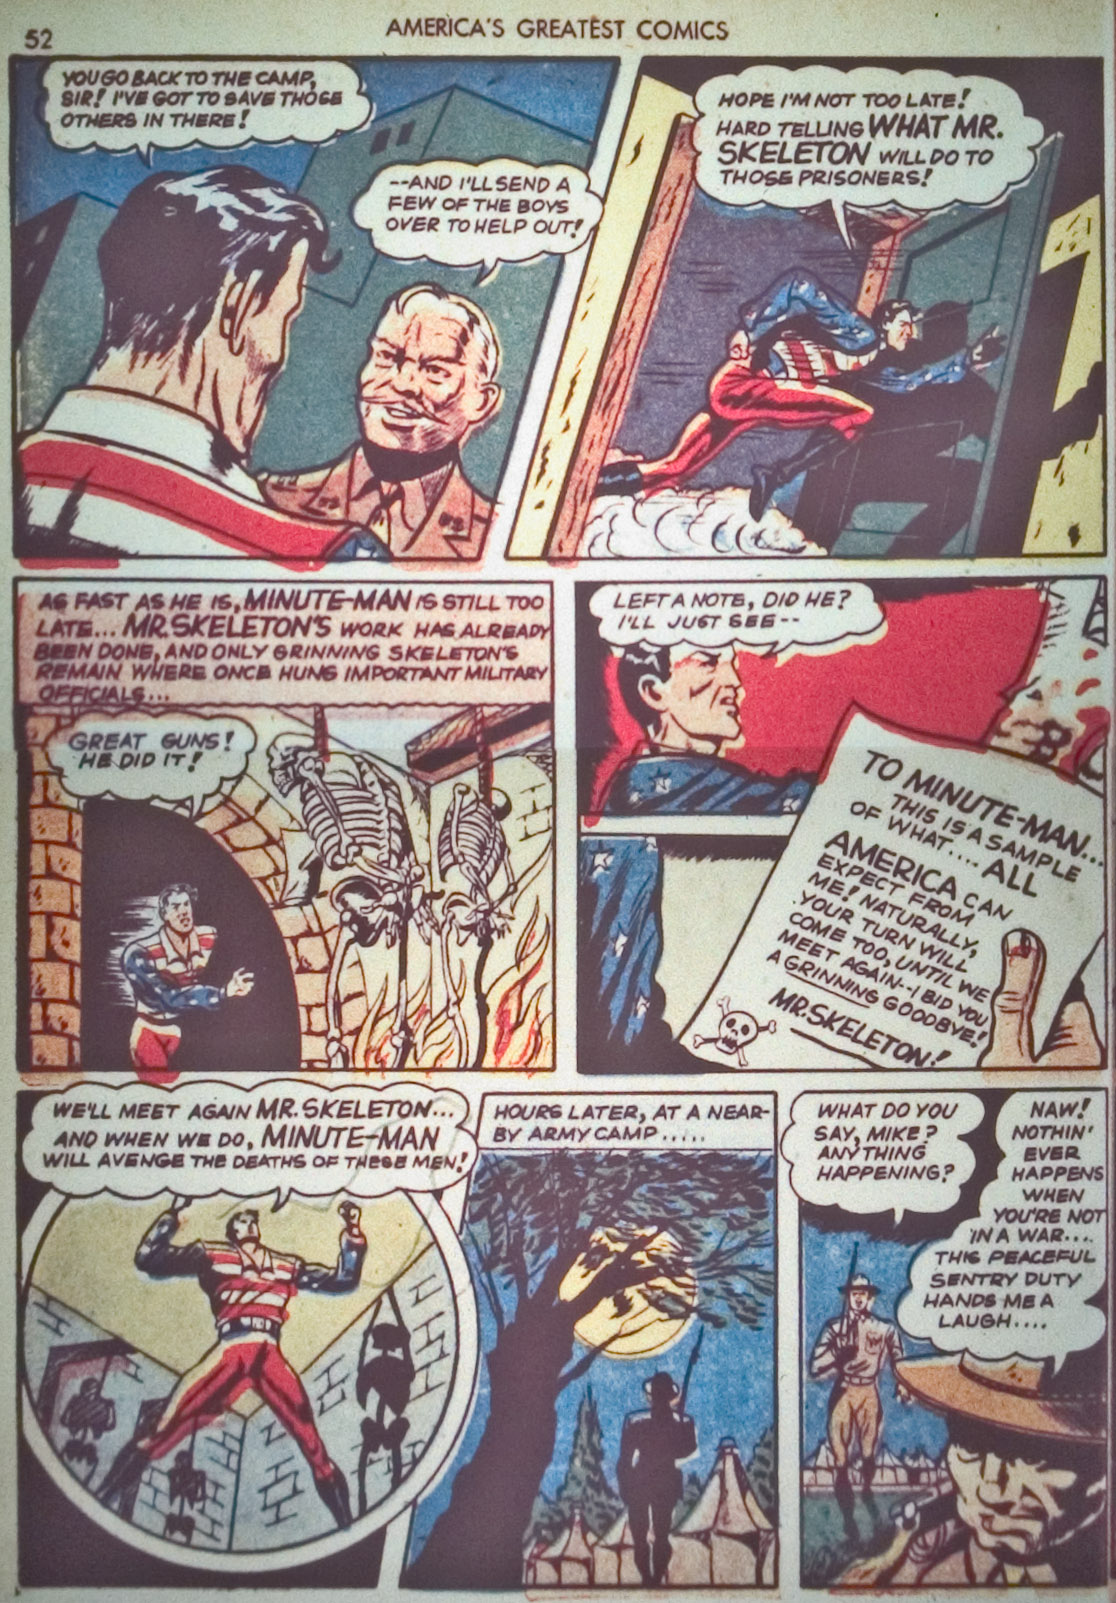 52
AMERICA'S GREATEST COMICS
YOU GO BACK TO THE CAMP,
SIR! I'VE GOT TO SAVE THOSE
OTHERS IN THERE!
--AND I'LL SEND A
FEW OF THE BOYS
OVER TO HELP OUT!
HOPE I'M NOT TOO LATE!
HARD TELLING WHAT MR.
SKELETON WILL DO TO
THOSE PRISONERS!
AS FAST AS HE IS, MINUTE-MAN IS STILL TOO
LATE... MR. SKELETON'S WORK HAS ALREADY
BEEN DONE, AND ONLY GRINNING SKELETON'S
REMAIN WHERE ONCE HUNG IMPORTANT MILITARY
OFFICIALS...
GREAT GUNS!
HE DID IT!
LEFT A NOTE, DID HE?
I'LL JUST SEE--
TO MINUTE-MAN...
THIS IS A SAMPLE
OF WHAT.... ALL
AMERICA CAN
EXPECT FROM
ME! NATURALLY,
YOUR TURN WILL
COME TOO, UNTIL WE
MEET AGAIN--I BID YOU
A GRINNING GOODBYE!
MR. SKELETON!
WE'LL MEET AGAIN MR. SKELETON...
AND WHEN WE DO, MINUTE-MAN
WILL AVENGE THE DEATHS OF THESE MEN!
HOURS LATER, AT A NEAR-
BY ARMY CAMP.....
WHAT DO YOU
SAY, MIKE?
ANYTHING
HAPPENING?
NAW!
NOTHIN'
EVER
HAPPENS
WHEN
YOU'RE NOT
IN A WAR....
THIS PEACEFUL
SENTRY DUTY
HANDS ME A
LAUGH....